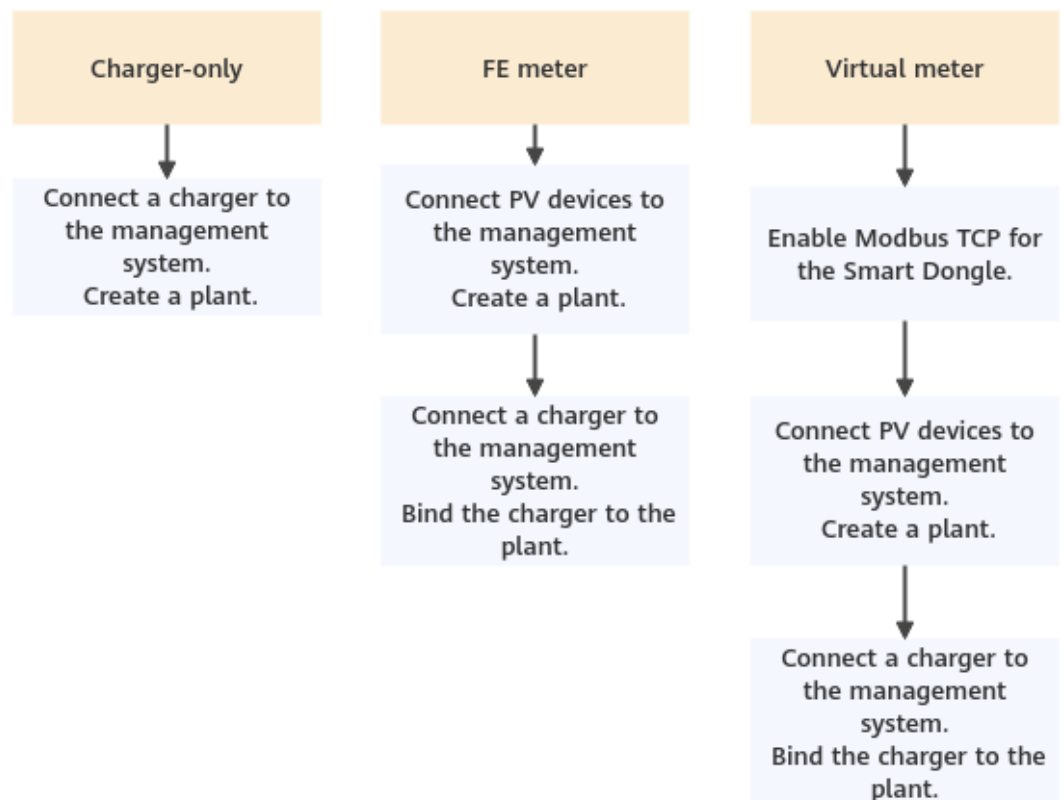 Charger-only
Connect a charger to
the management
system.
Create a plant.
FE meter
Connect PV devices to
the management
system.
Create a plant.
Connect a charger to
the management
system.
Bind the charger to the
plant.
Virtual meter
Enable Modbus TCP for
the Smart Dongle.
Connect PV devices to
the management
system.
Create a plant.
Connect a charger to
the management
system.
Bind the charger to the
plant.